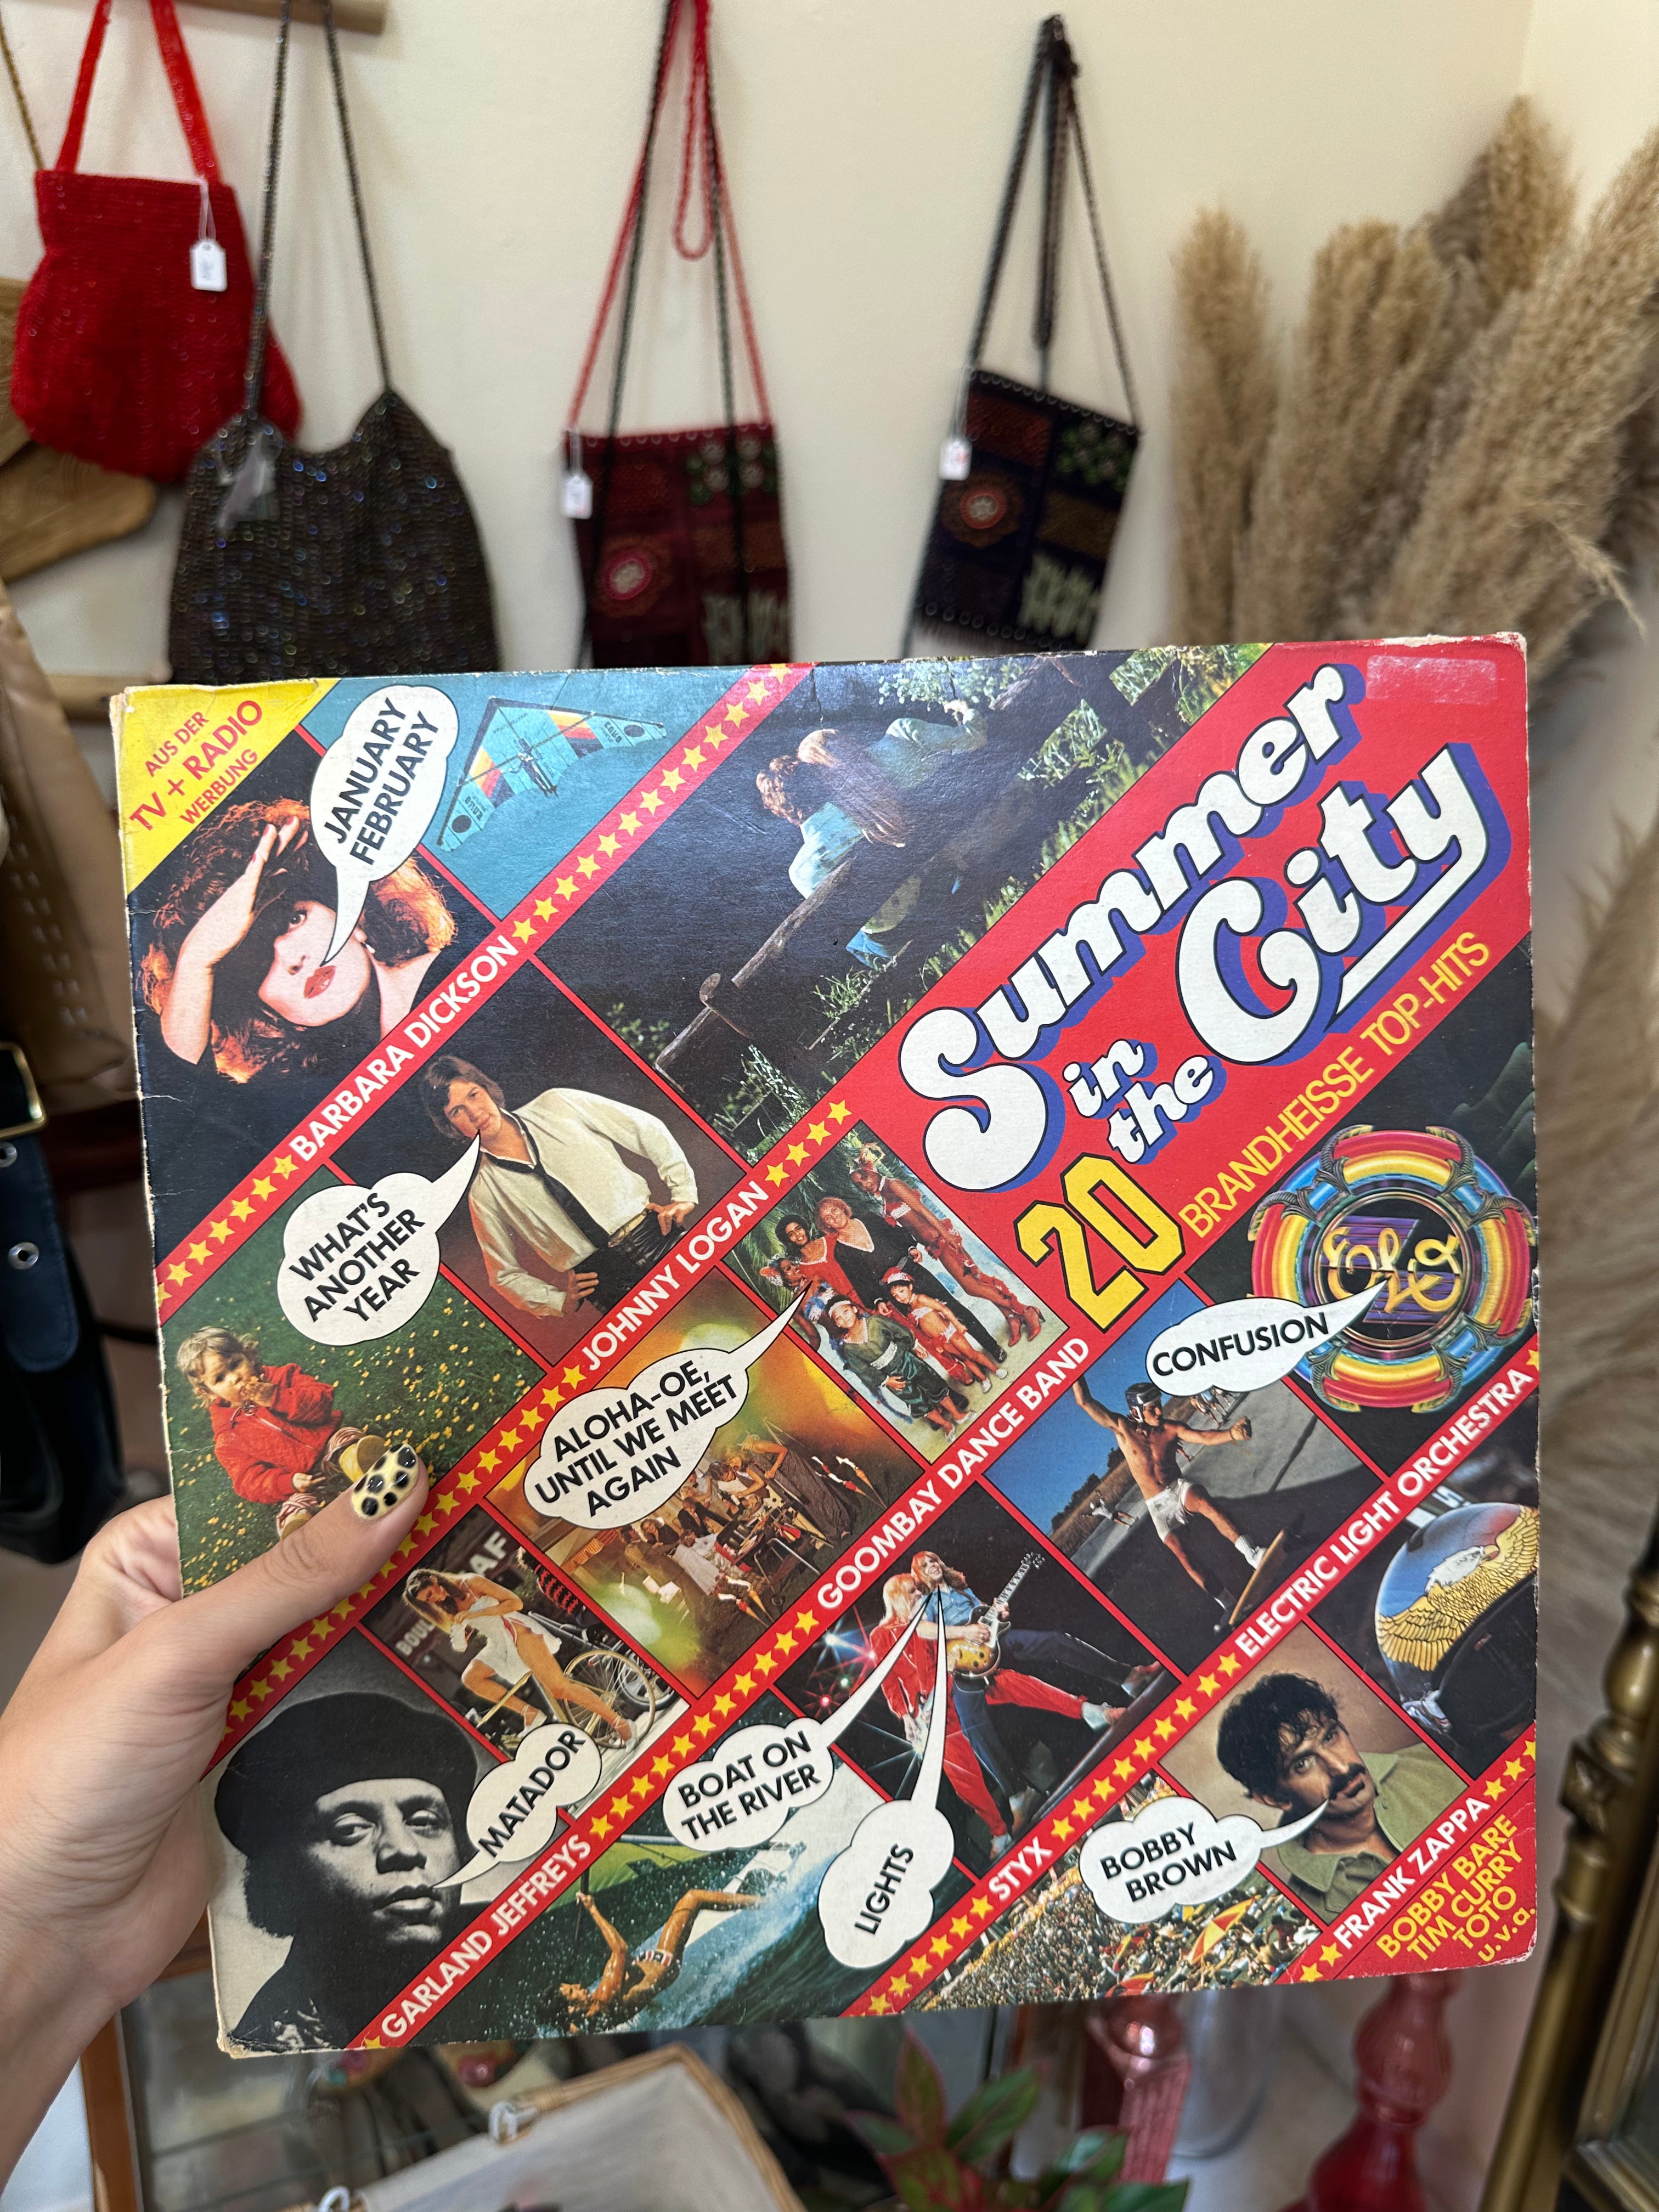 AUS DER
TV + RADIO
WERBUNG
JANUARY
FEBRUARY
BARBARA DICKSON
Summer
in
the
City
20
BRANDHEISSE TOP-HITS
WHAT'S
ANOTHER
YEAR
JOHNNY LOGAN
ALOHA-OE,
UNTIL WE MEET
AGAIN
GOOMBAY DANCE BAND
CONFUSION
ELO
ELECTRIC LIGHT ORCHESTRA
MATADOR
GARLAND JEFFREYS
BOAT ON
THE RIVER
LIGHTS
STYX
BOBBY
BROWN
FRANK ZAPPA
BOBBY BARE
TIM CURRY
TOTO
u.v.a.